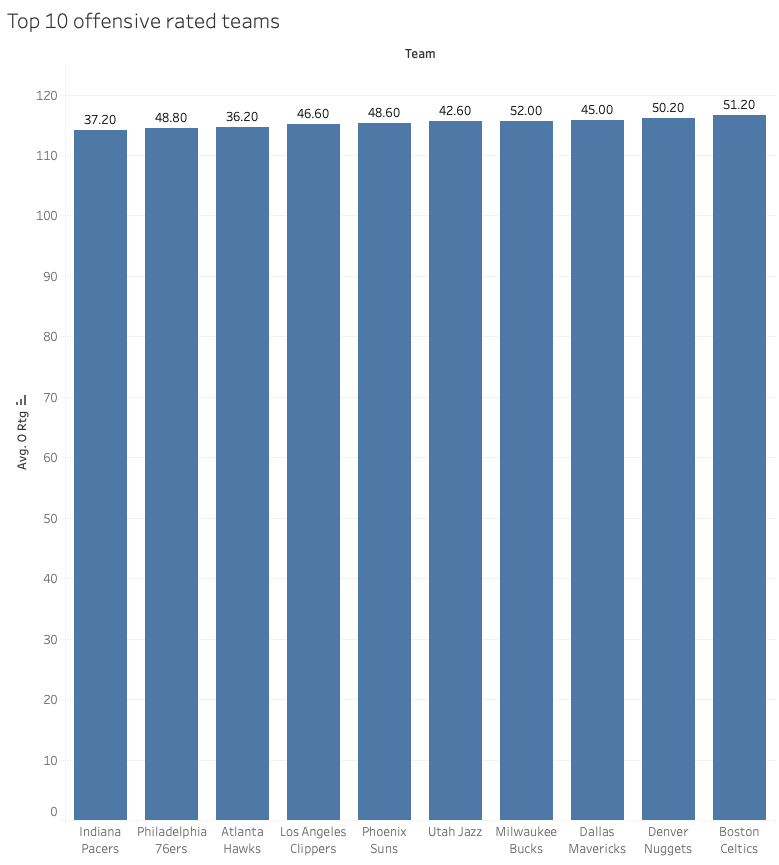 Top 10 offensive rated teams
Team
120
110
100
90
80
70
60
50
40
30
20
10
0
Avg. O Rtg
37.20
48.80
36.20
46.60
48.60
42.60
52.00
45.00
50.20
51.20
Indiana
Pacers
Philadelphia
76ers
Atlanta
Hawks
Los Angeles
Clippers
Phoenix
Suns
Utah Jazz
Milwaukee
Bucks
Dallas
Mavericks
Denver
Nuggets
Boston
Celtics